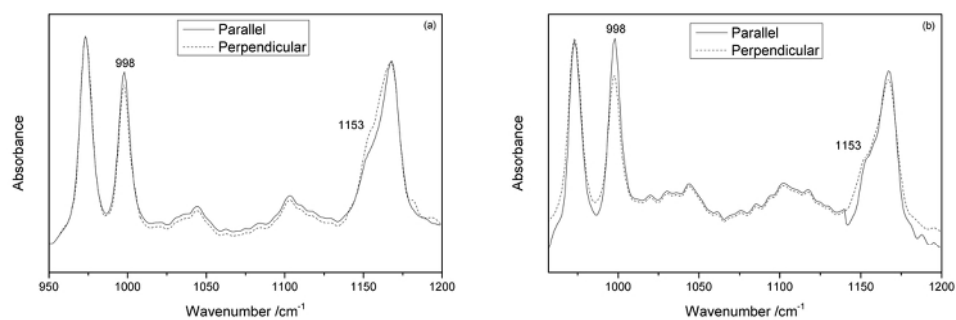 (a)
Parallel
Perpendicular
998
1153
Absorbance
950 1000 1050 1100 1150 1200
Wavenumber /cm-1
(b)
998
Parallel
Perpendicular
1153
Absorbance
1000 1050 1100 1150 1200
Wavenumber /cm-1